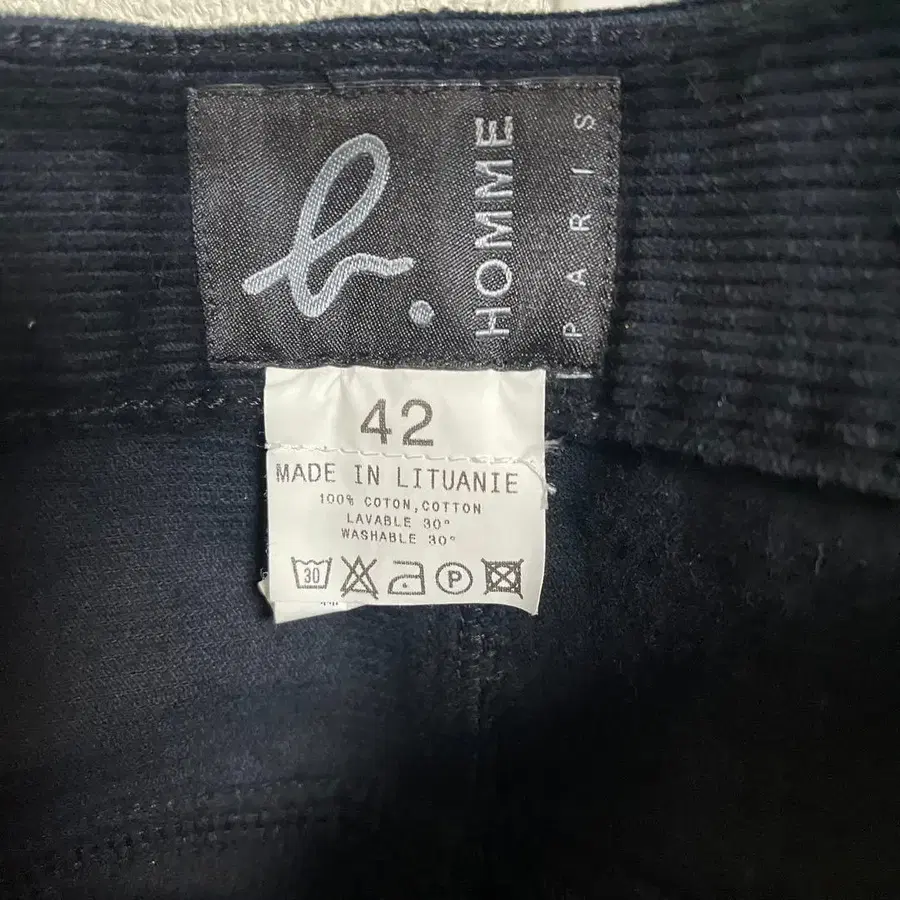 b.
HOMME
PARIS
42
MADE IN LITUANIE
100% COTON,COTTON
LAVABLE 30°
WASHABLE 30°
30
P